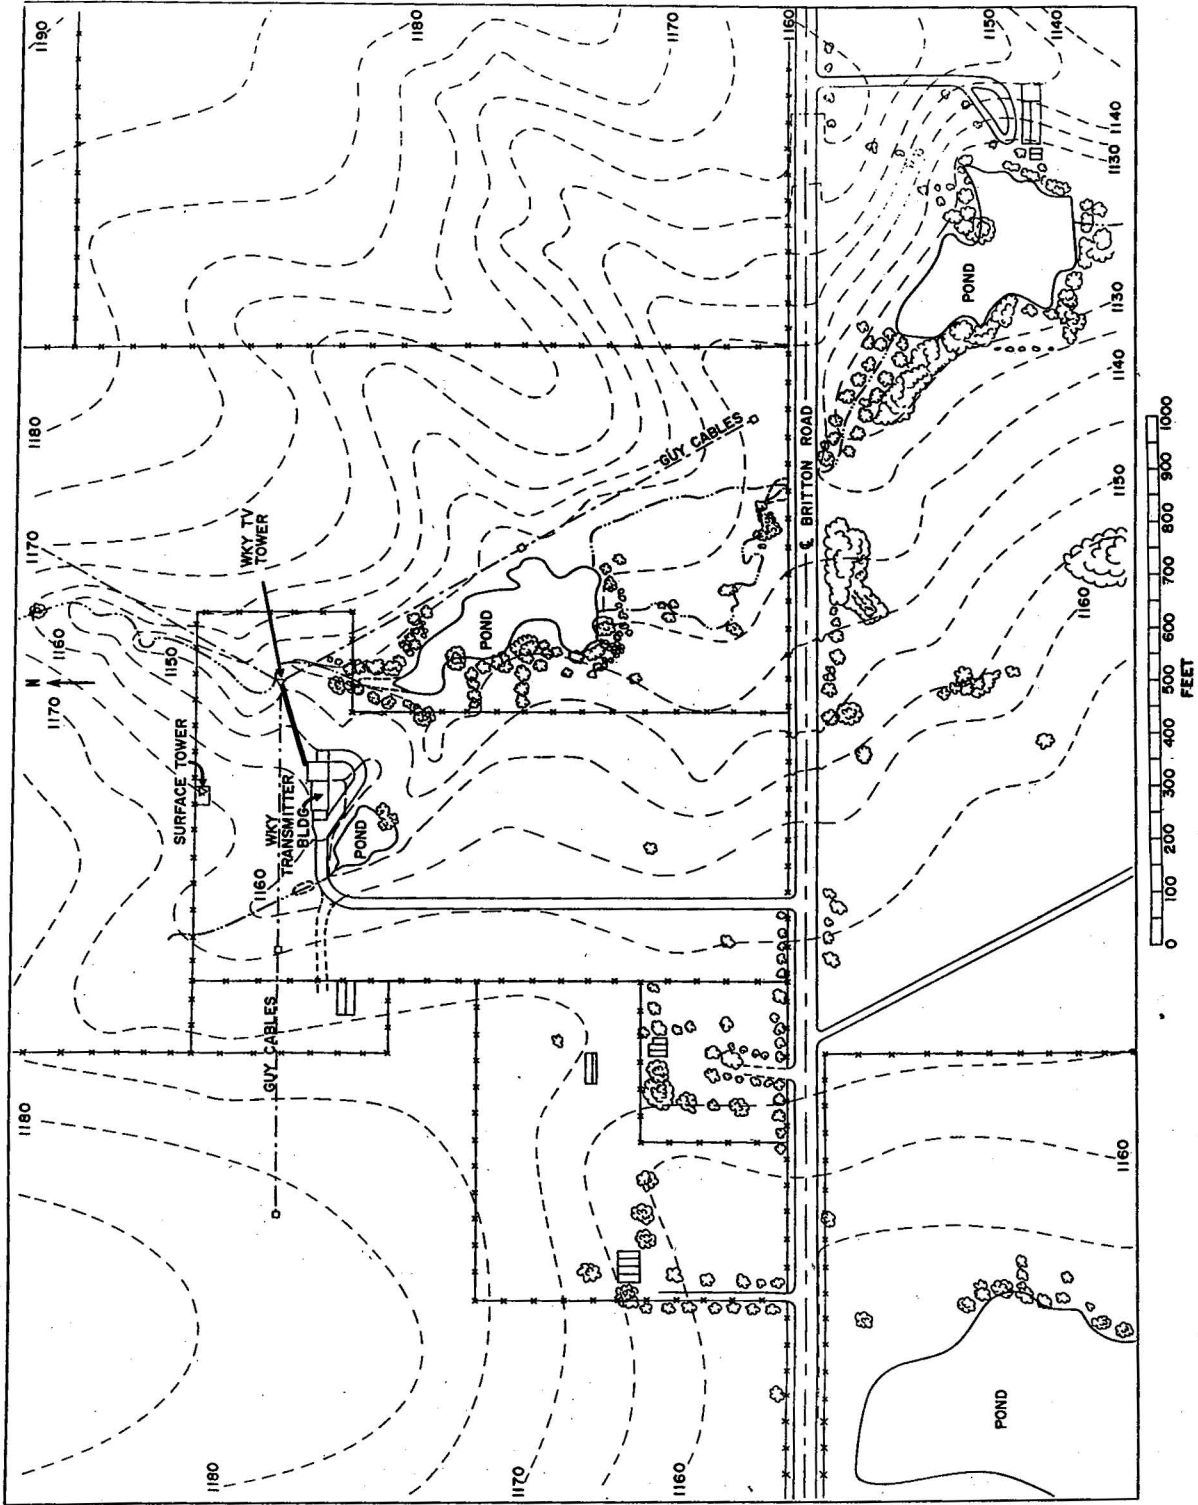 1180
1170
N
1160
1170
1180
1190
SURFACE TOWER
1150
1180
WKY TV
TOWER
1160
GUY CABLES
WKY
TRANSMITTER
BLDG.
POND
1180
POND
1170
1160
GUY CABLES
1170
1160
℄ BRITTON ROAD
POND
1150
POND
1140
1160
1160
1150
1140
1130
1130
1140
0 100 200 300 400 500 600 700 800 900 1000
FEET